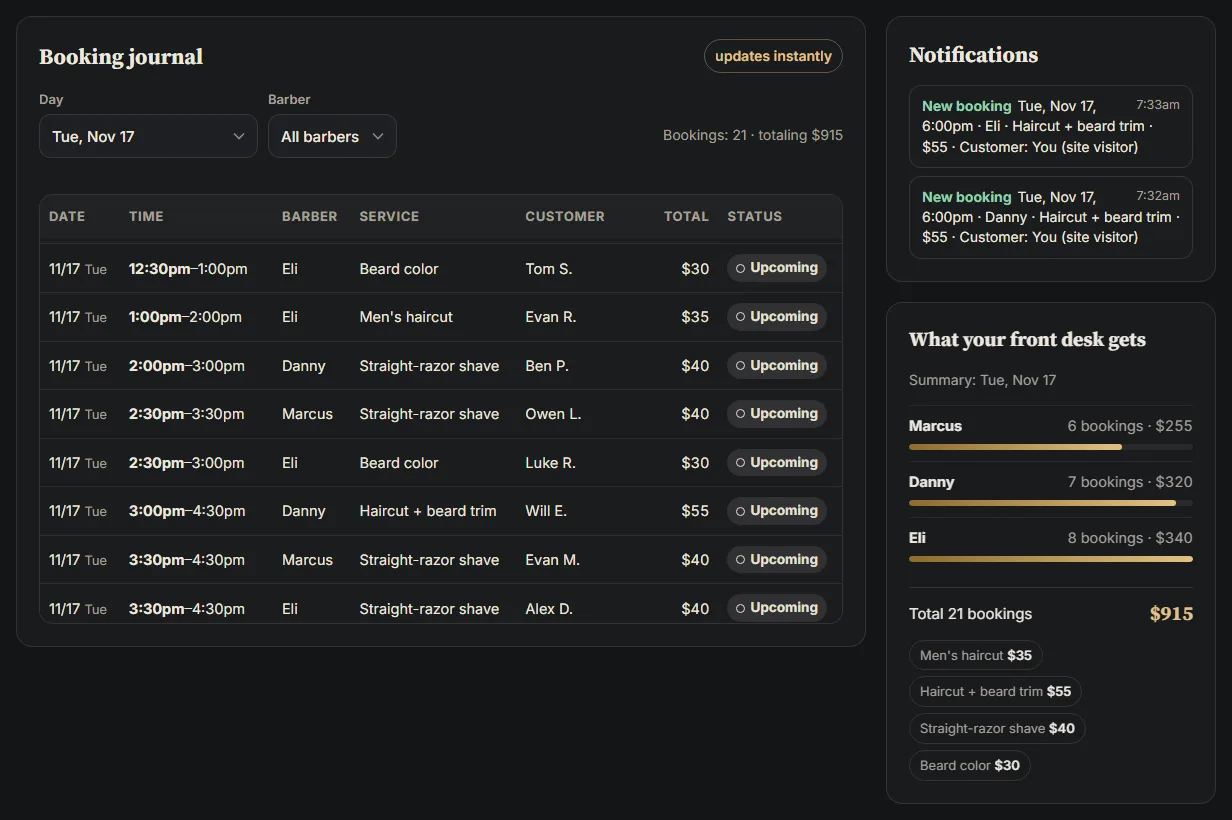 Booking journal
updates instantly
Day
Barber
Tue, Nov 17
All barbers
Bookings: 21 · totaling $915
DATE TIME BARBER SERVICE CUSTOMER TOTAL STATUS
11/17 Tue 12:30pm–1:00pm Eli Beard color Tom S. $30 Upcoming
11/17 Tue 1:00pm–2:00pm Eli Men's haircut Evan R. $35 Upcoming
11/17 Tue 2:00pm–3:00pm Danny Straight-razor shave Ben P. $40 Upcoming
11/17 Tue 2:30pm–3:30pm Marcus Straight-razor shave Owen L. $40 Upcoming
11/17 Tue 2:30pm–3:00pm Eli Beard color Luke R. $30 Upcoming
11/17 Tue 3:00pm–4:30pm Danny Haircut + beard trim Will E. $55 Upcoming
11/17 Tue 3:30pm–4:30pm Marcus Straight-razor shave Evan M. $40 Upcoming
11/17 Tue 3:30pm–4:30pm Eli Straight-razor shave Alex D. $40 Upcoming
Notifications
New booking Tue, Nov 17, 7:33am
6:00pm · Eli · Haircut + beard trim ·
$55 · Customer: You (site visitor)
New booking Tue, Nov 17, 7:32am
6:00pm · Danny · Haircut + beard trim ·
$55 · Customer: You (site visitor)
What your front desk gets
Summary: Tue, Nov 17
Marcus 6 bookings · $255
Danny 7 bookings · $320
Eli 8 bookings · $340
Total 21 bookings $915
Men's haircut $35
Haircut + beard trim $55
Straight-razor shave $40
Beard color $30